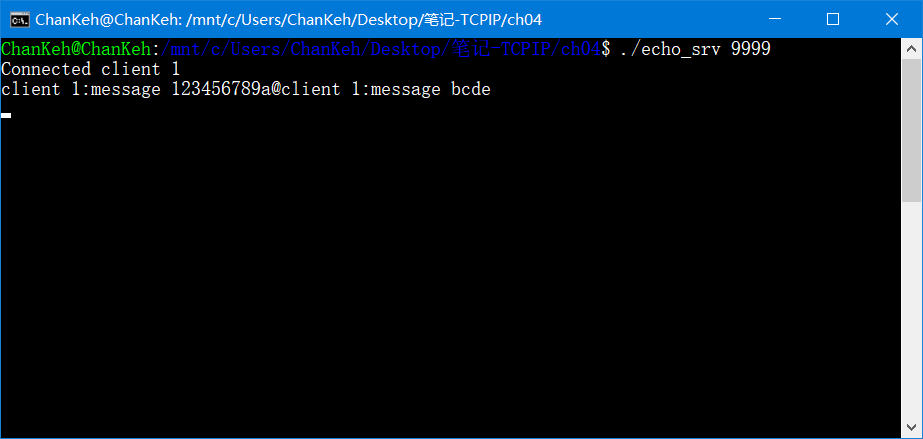 ChanKeh@ChanKeh: /mnt/c/Users/ChanKeh/Desktop/笔记-TCPIP/ch04
ChanKeh@ChanKeh:/mnt/c/Users/ChanKeh/Desktop/笔记-TCPIP/ch04$ ./echo_srv 9999
Connected client 1
client 1:message 123456789a@client 1:message bcde